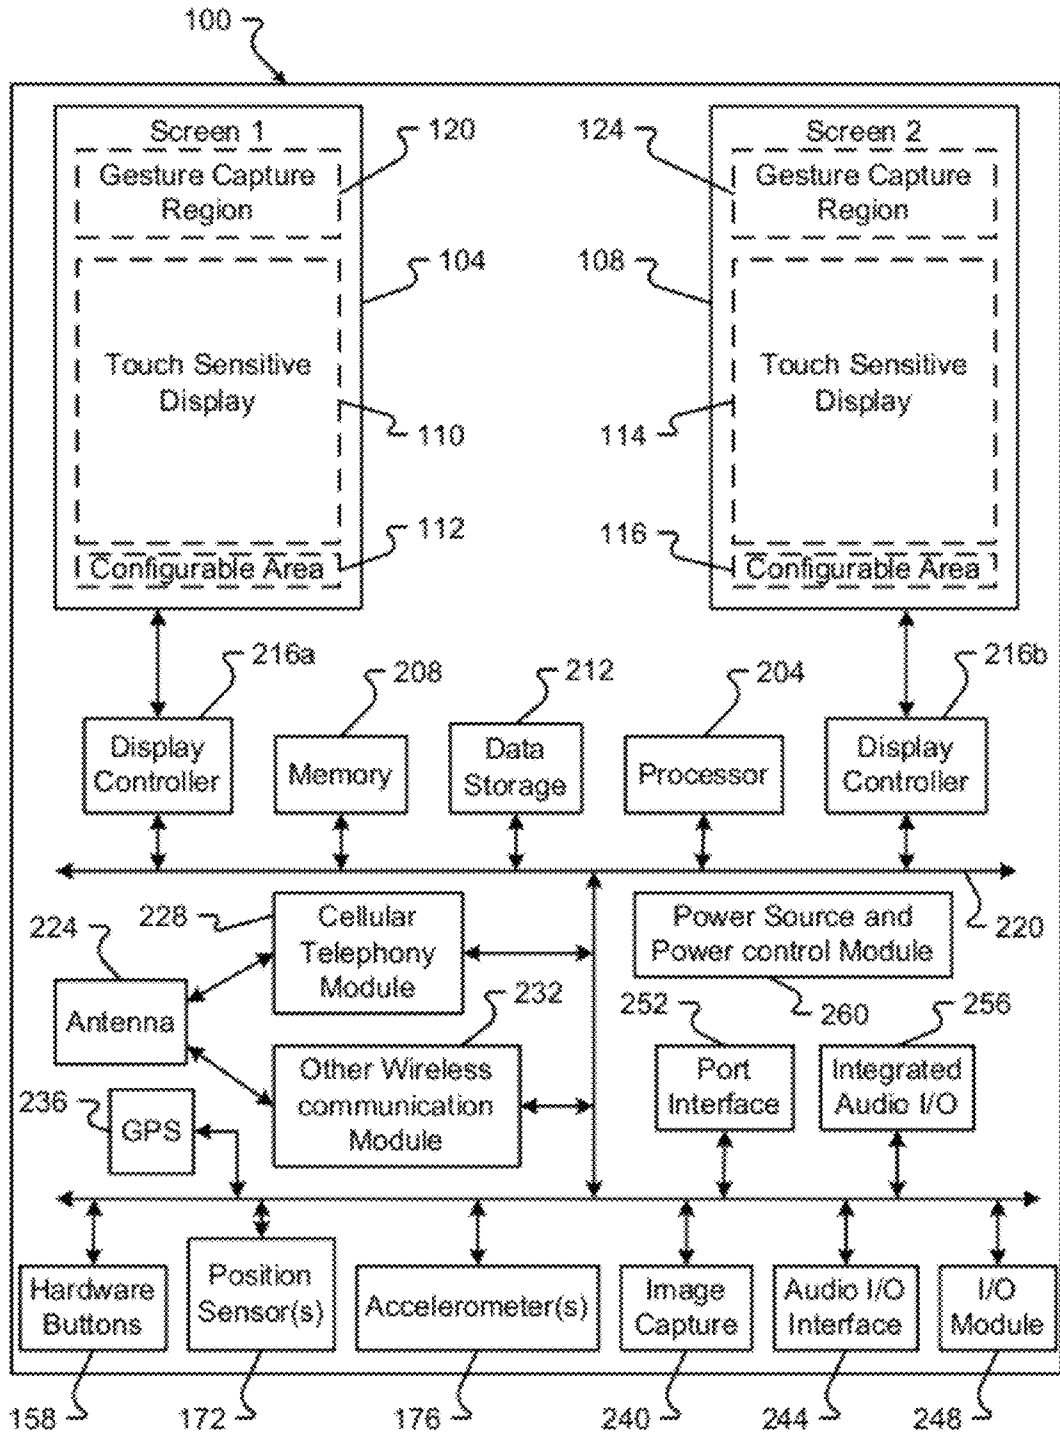 100
Screen 1
120
124
Screen 2
Gesture Capture
Region
Gesture Capture
Region
104
108
Touch Sensitive
Display
Touch Sensitive
Display
110
114
112
116
Configurable Area
Configurable Area
216a
208
212
204
216b
Display
Controller
Memory
Data
Storage
Processor
Display
Controller
220
228
224
Cellular
Telephony
Module
Power Source and
Power control Module
232
252
260
256
Antenna
Other Wireless
communication
Module
Port
Interface
Integrated
Audio I/O
236
GPS
Hardware
Buttons
Position
Sensor(s)
Accelerometer(s)
Image
Capture
Audio I/O
Interface
I/O
Module
158
172
176
240
244
248